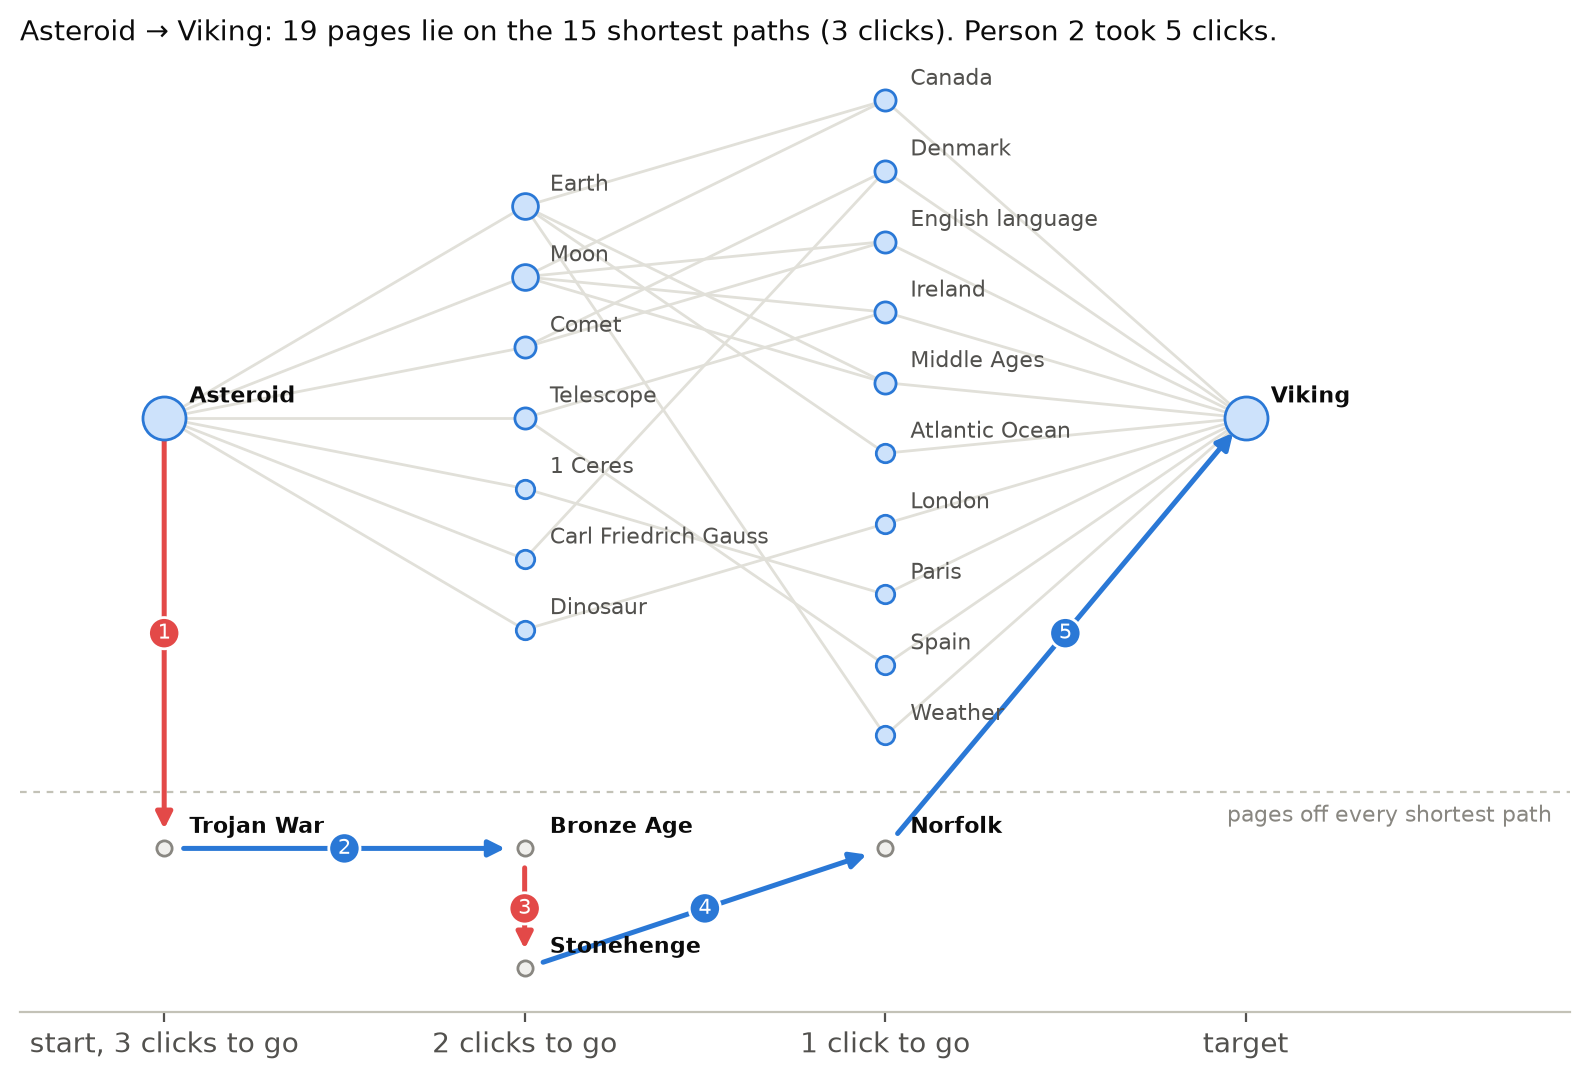 Asteroid → Viking: 19 pages lie on the 15 shortest paths (3 clicks). Person 2 took 5 clicks.
Canada
Denmark
Earth
English language
Moon
Ireland
Comet
Middle Ages
Asteroid
Telescope
Viking
Atlantic Ocean
1 Ceres
London
Carl Friedrich Gauss
Paris
Dinosaur
1
5
Spain
Weather
pages off every shortest path
Trojan War
Bronze Age
Norfolk
2
3
4
Stonehenge
start, 3 clicks to go
2 clicks to go
1 click to go
target